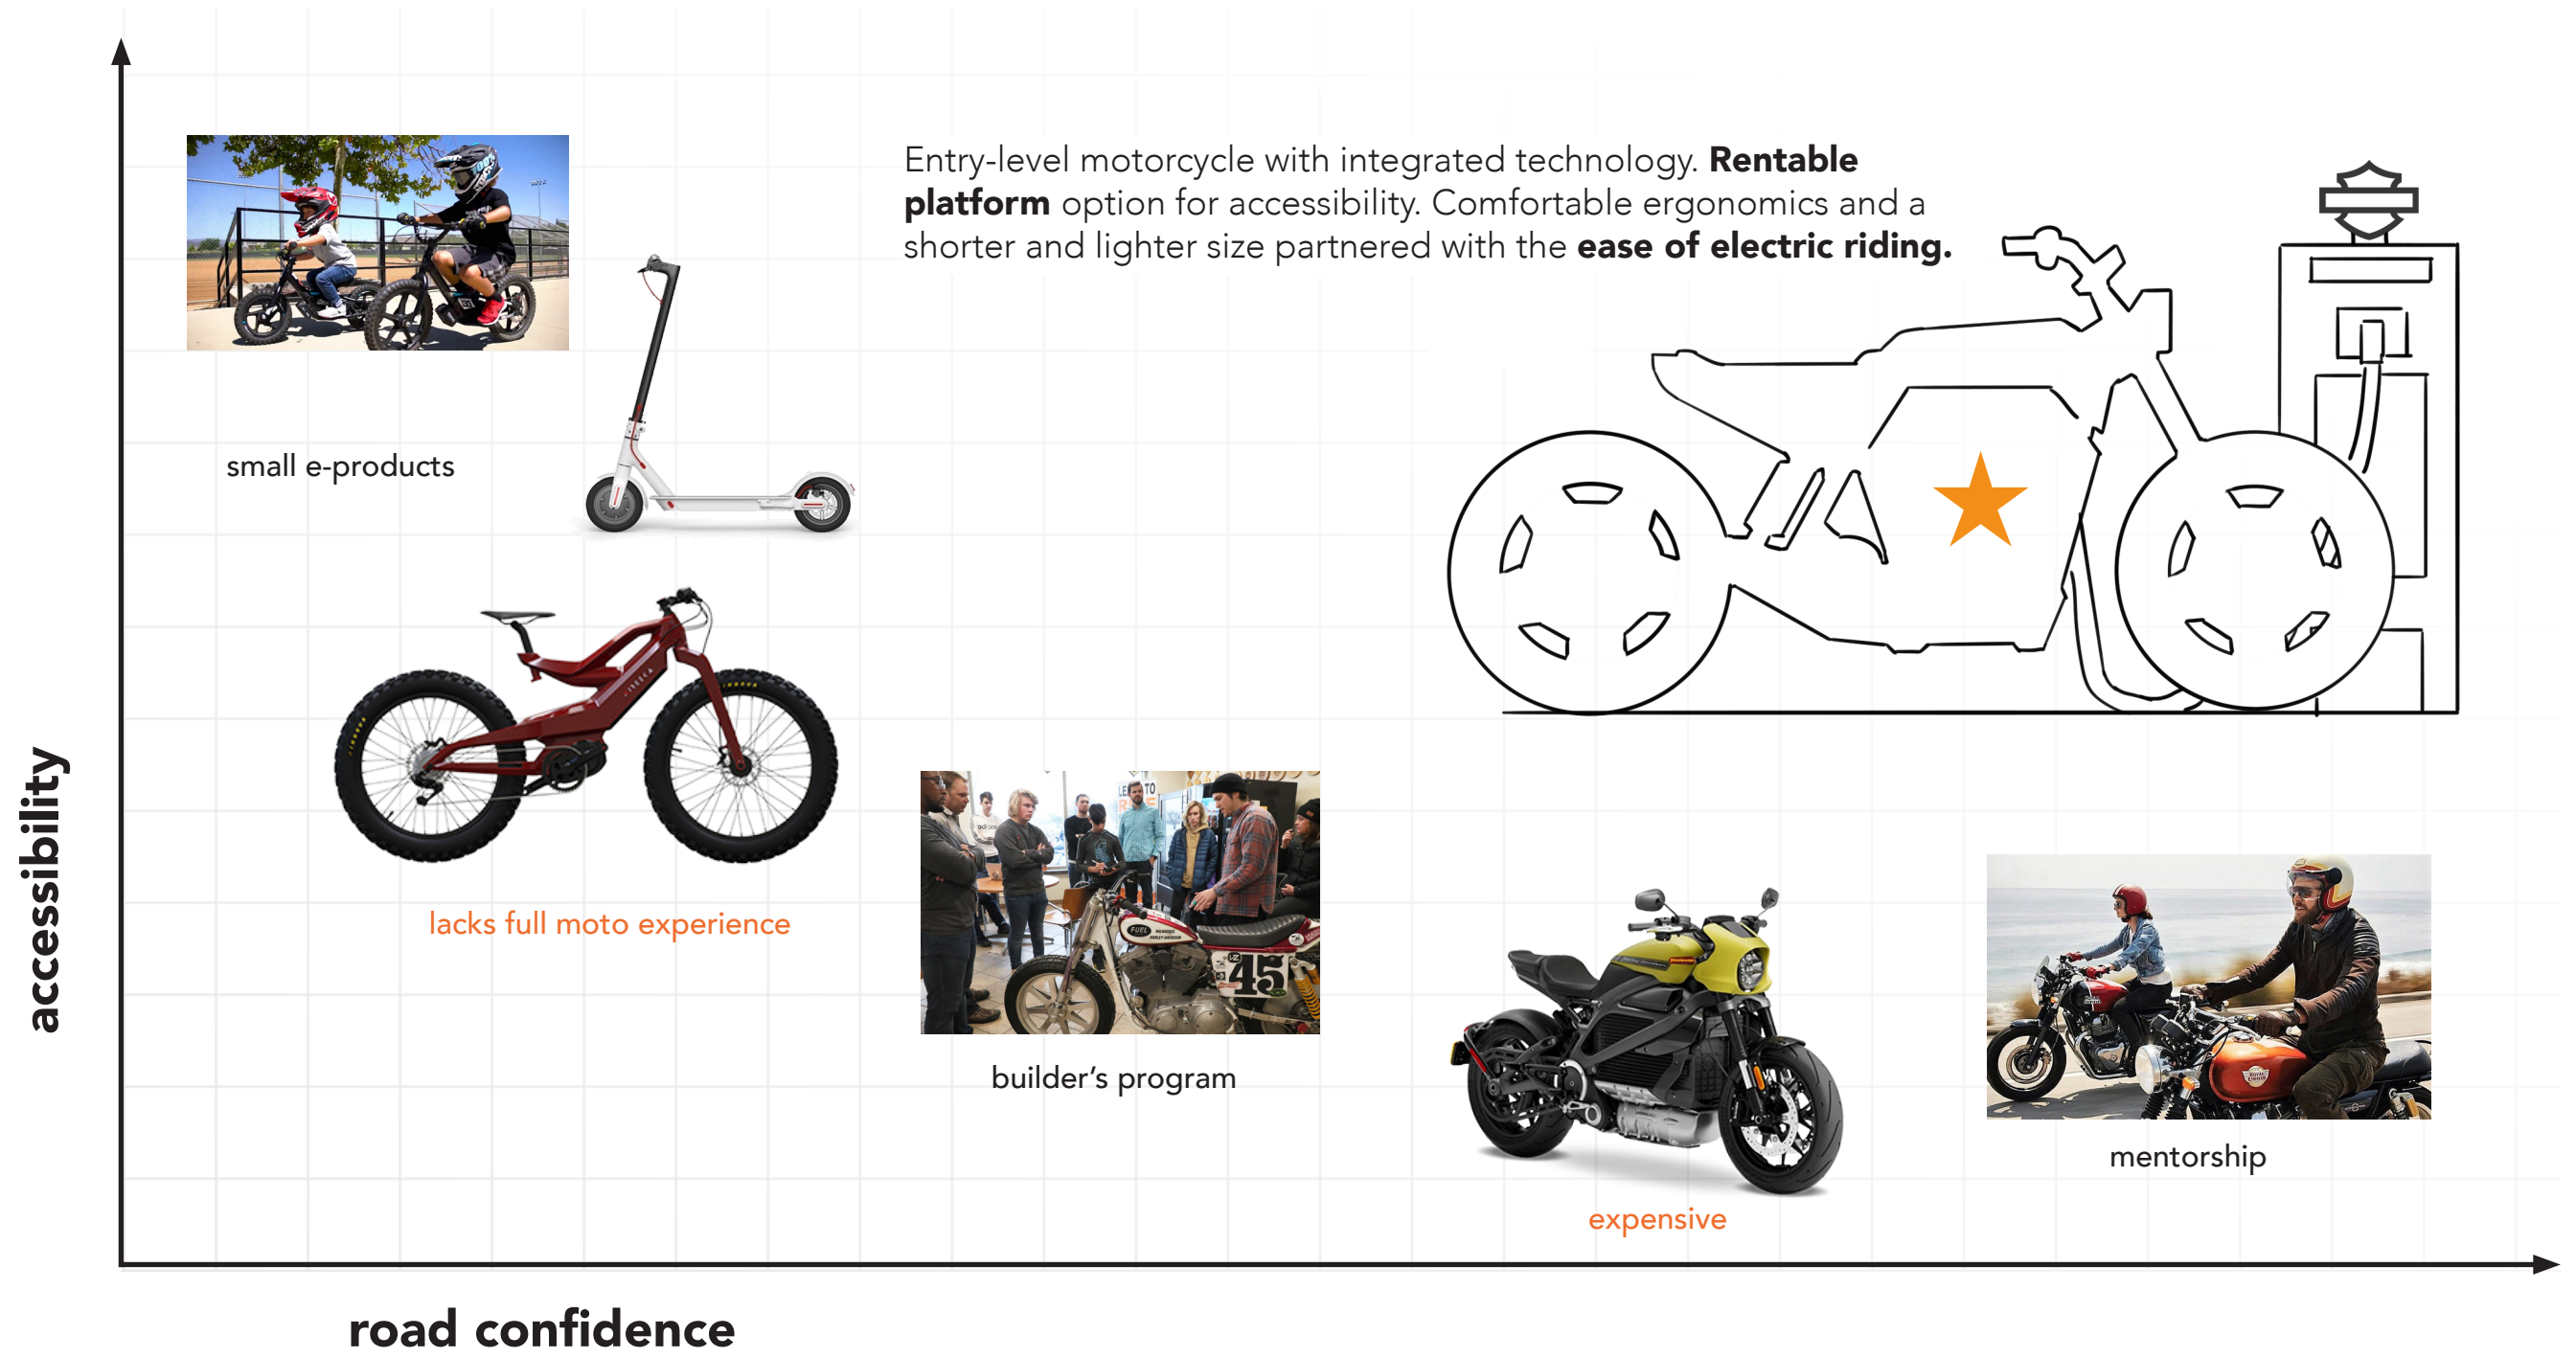 Entry-level motorcycle with integrated technology. Rentable
platform option for accessibility. Comfortable ergonomics and a
shorter and lighter size partnered with the ease of electric riding.
small e-products
lacks full moto experience
FUEL
45
builder’s program
expensive
mentorship
accessibility
road confidence